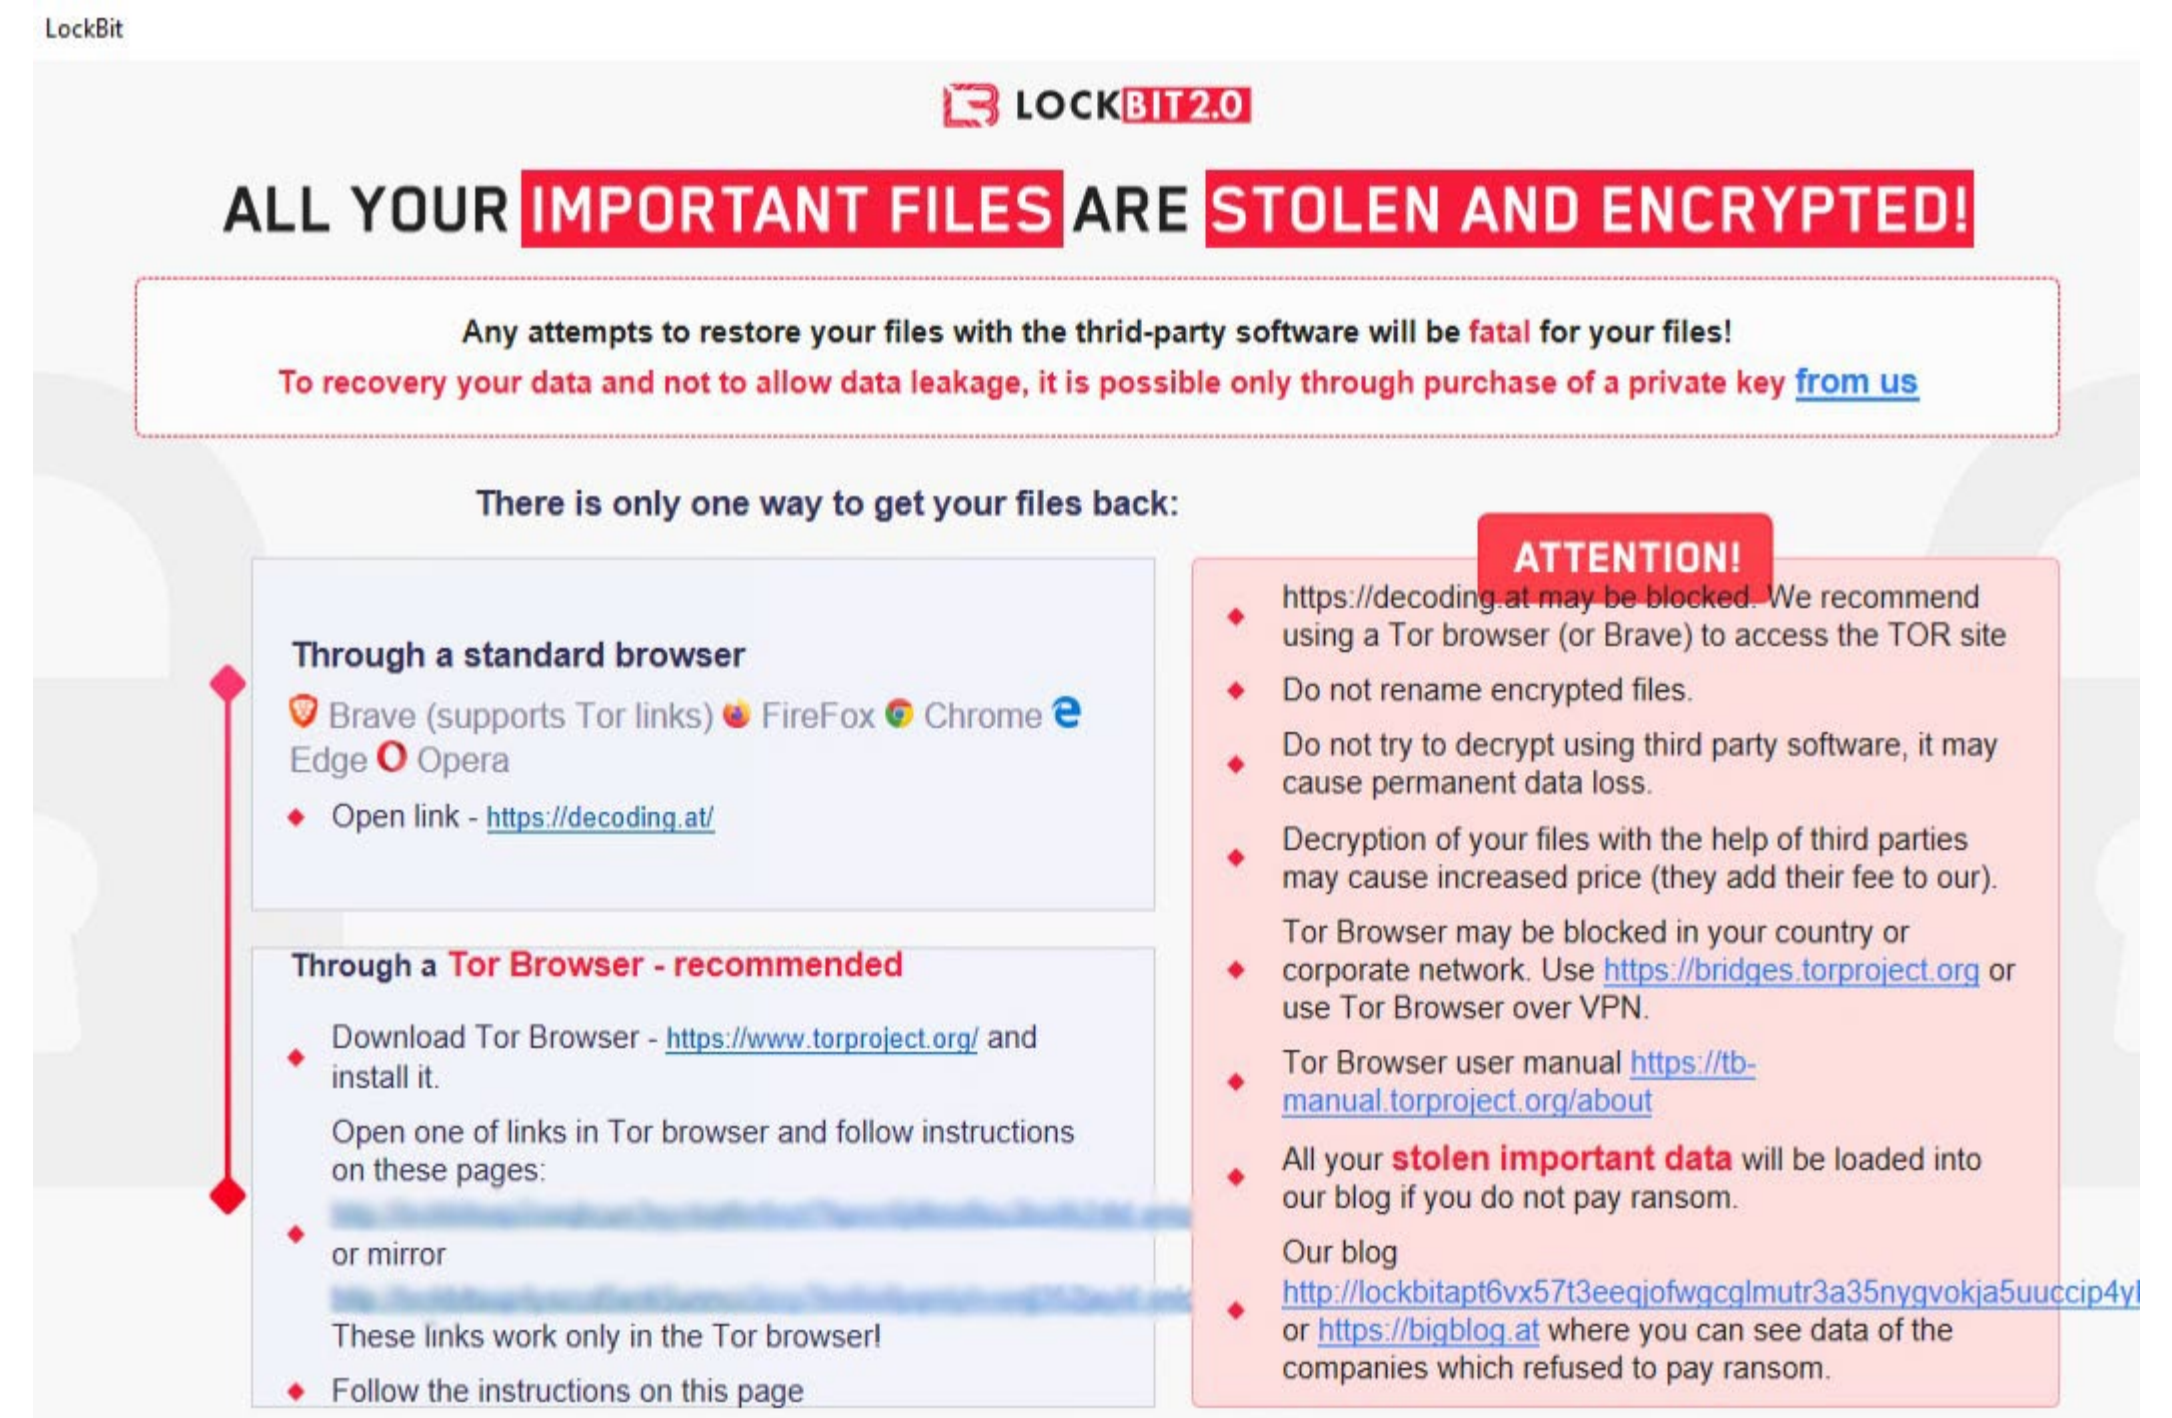 LockBit
LOCKBIT 2.0
ALL YOUR IMPORTANT FILES ARE STOLEN AND ENCRYPTED!
Any attempts to restore your files with the thrid-party software will be fatal for your files!
To recovery your data and not to allow data leakage, it is possible only through purchase of a private key from us
There is only one way to get your files back:
Through a standard browser
Brave (supports Tor links) FireFox Chrome
Edge Opera
Open link - https://decoding.at/
Through a Tor Browser - recommended
Download Tor Browser - https://www.torproject.org/ and
install it.
Open one of links in Tor browser and follow instructions
on these pages:
or mirror
These links work only in the Tor browser!
Follow the instructions on this page
ATTENTION!
https://decoding.at may be blocked. We recommend
using a Tor browser (or Brave) to access the TOR site
Do not rename encrypted files.
Do not try to decrypt using third party software, it may
cause permanent data loss.
Decryption of your files with the help of third parties
may cause increased price (they add their fee to our).
Tor Browser may be blocked in your country or
corporate network. Use https://bridges.torproject.org or
use Tor Browser over VPN.
Tor Browser user manual https://tb-
manual.torproject.org/about
All your stolen important data will be loaded into
our blog if you do not pay ransom.
Our blog
http://lockbitapt6vx57t3eeqjofwgcglmutr3a35nygvokja5uuccip4yl
or https://bigblog.at where you can see data of the
companies which refused to pay ransom.